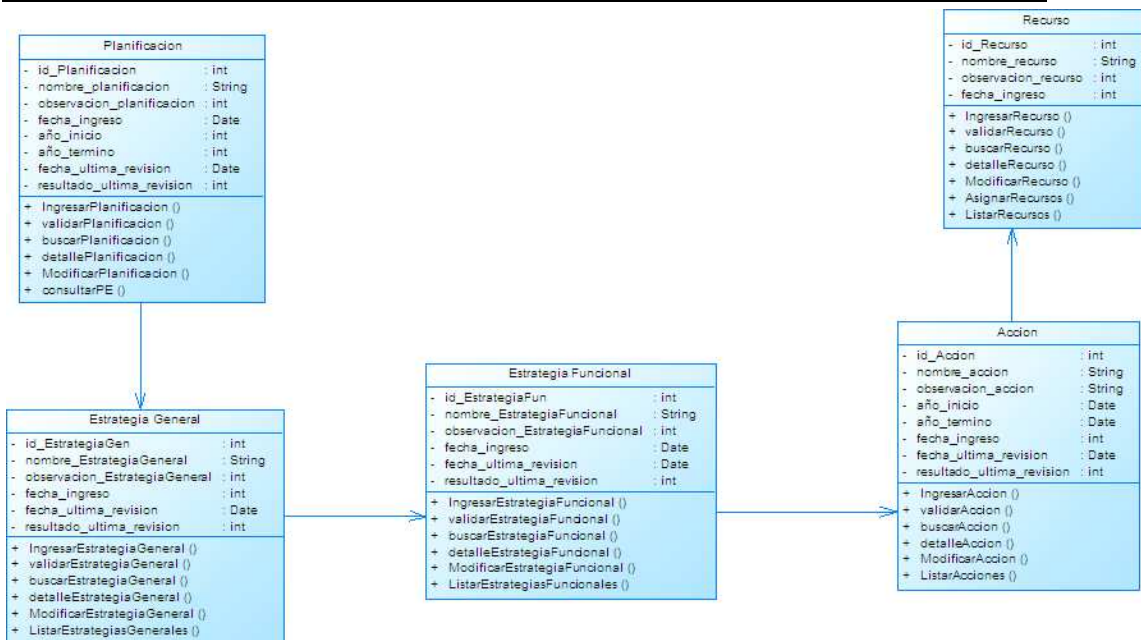 Planificacion
- id_Planificacion : int
- nombre_planificacion : String
- observacion_planificacion : int
- fecha_ingreso : Date
- año_inicio : int
- año_termino : int
- fecha_ultima_revision : Date
- resultado_ultima_revision : int
+ IngresarPlanificacion ()
+ validarPlanificacion ()
+ buscarPlanificacion ()
+ detallePlanificacion ()
+ ModificarPlanificacion ()
+ consultarPE ()
Estrategia General
- id_EstrategiaGen : int
- nombre_EstrategiaGeneral : String
- observacion_EstrategiaGeneral : int
- fecha_ingreso : int
- fecha_ultima_revision : Date
- resultado_ultima_revision : int
+ IngresarEstrategiaGeneral ()
+ validarEstrategiaGeneral ()
+ buscarEstrategiaGeneral ()
+ detalleEstrategiaGeneral ()
+ ModificarEstrategiaGeneral ()
+ ListarEstrategiasGenerales ()
Estrategia Funcional
- id_EstrategiaFun : int
- nombre_EstrategiaFuncional : String
- observacion_EstrategiaFuncional : int
- fecha_ingreso : Date
- fecha_ultima_revision : Date
- resultado_ultima_revision : int
+ IngresarEstrategiaFuncional ()
+ validarEstrategiaFuncional ()
+ buscarEstrategiaFuncional ()
+ detalleEstrategiaFuncional ()
+ ModificarEstrategiaFuncional ()
+ ListarEstrategiasFuncionales ()
Recurso
- id_Recurso : int
- nombre_recurso : String
- observacion_recurso : int
- fecha_ingreso : int
+ IngresarRecurso ()
+ validarRecurso ()
+ buscarRecurso ()
+ detalleRecurso ()
+ ModificarRecurso ()
+ AsignarRecursos ()
+ ListarRecursos ()
Accion
- id_Accion : int
- nombre_accion : String
- observacion_accion : String
- año_inicio : Date
- año_termino : Date
- fecha_ingreso : int
- fecha_ultima_revision : Date
- resultado_ultima_revision : int
+ IngresarAccion ()
+ validarAccion ()
+ buscarAccion ()
+ detalleAccion ()
+ ModificarAccion ()
+ ListarAcciones ()